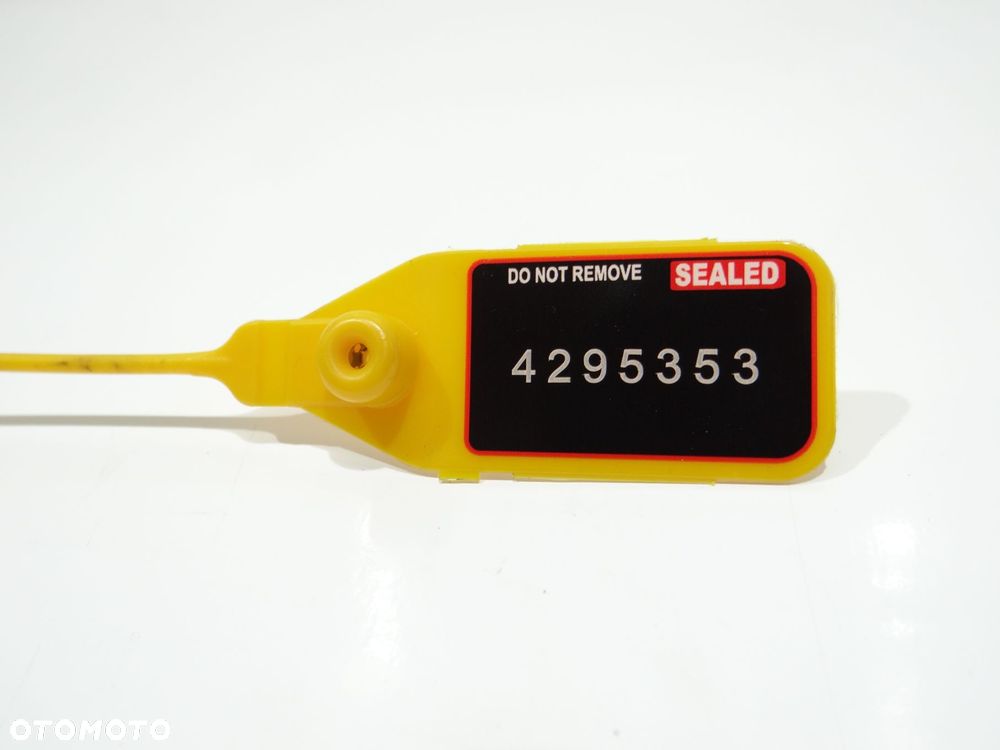 DO NOT REMOVE SEALED
4295353
OTOMOTO